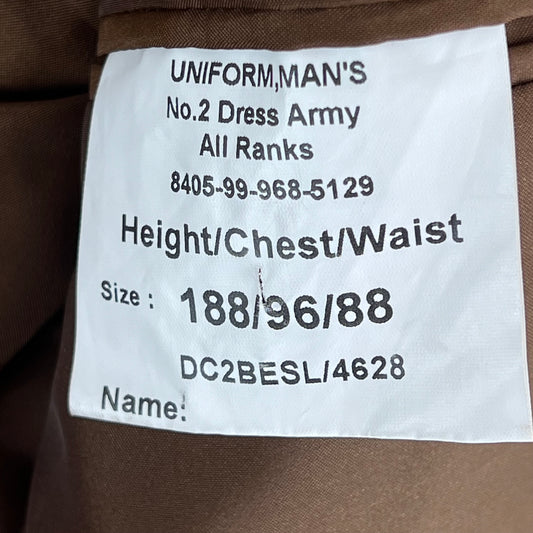 UNIFORM,MAN'S
No.2 Dress Army
All Ranks
8405-99-968-5129
Height/Chest/Waist
Size : 188/96/88
DC2BESL/4628
Name: